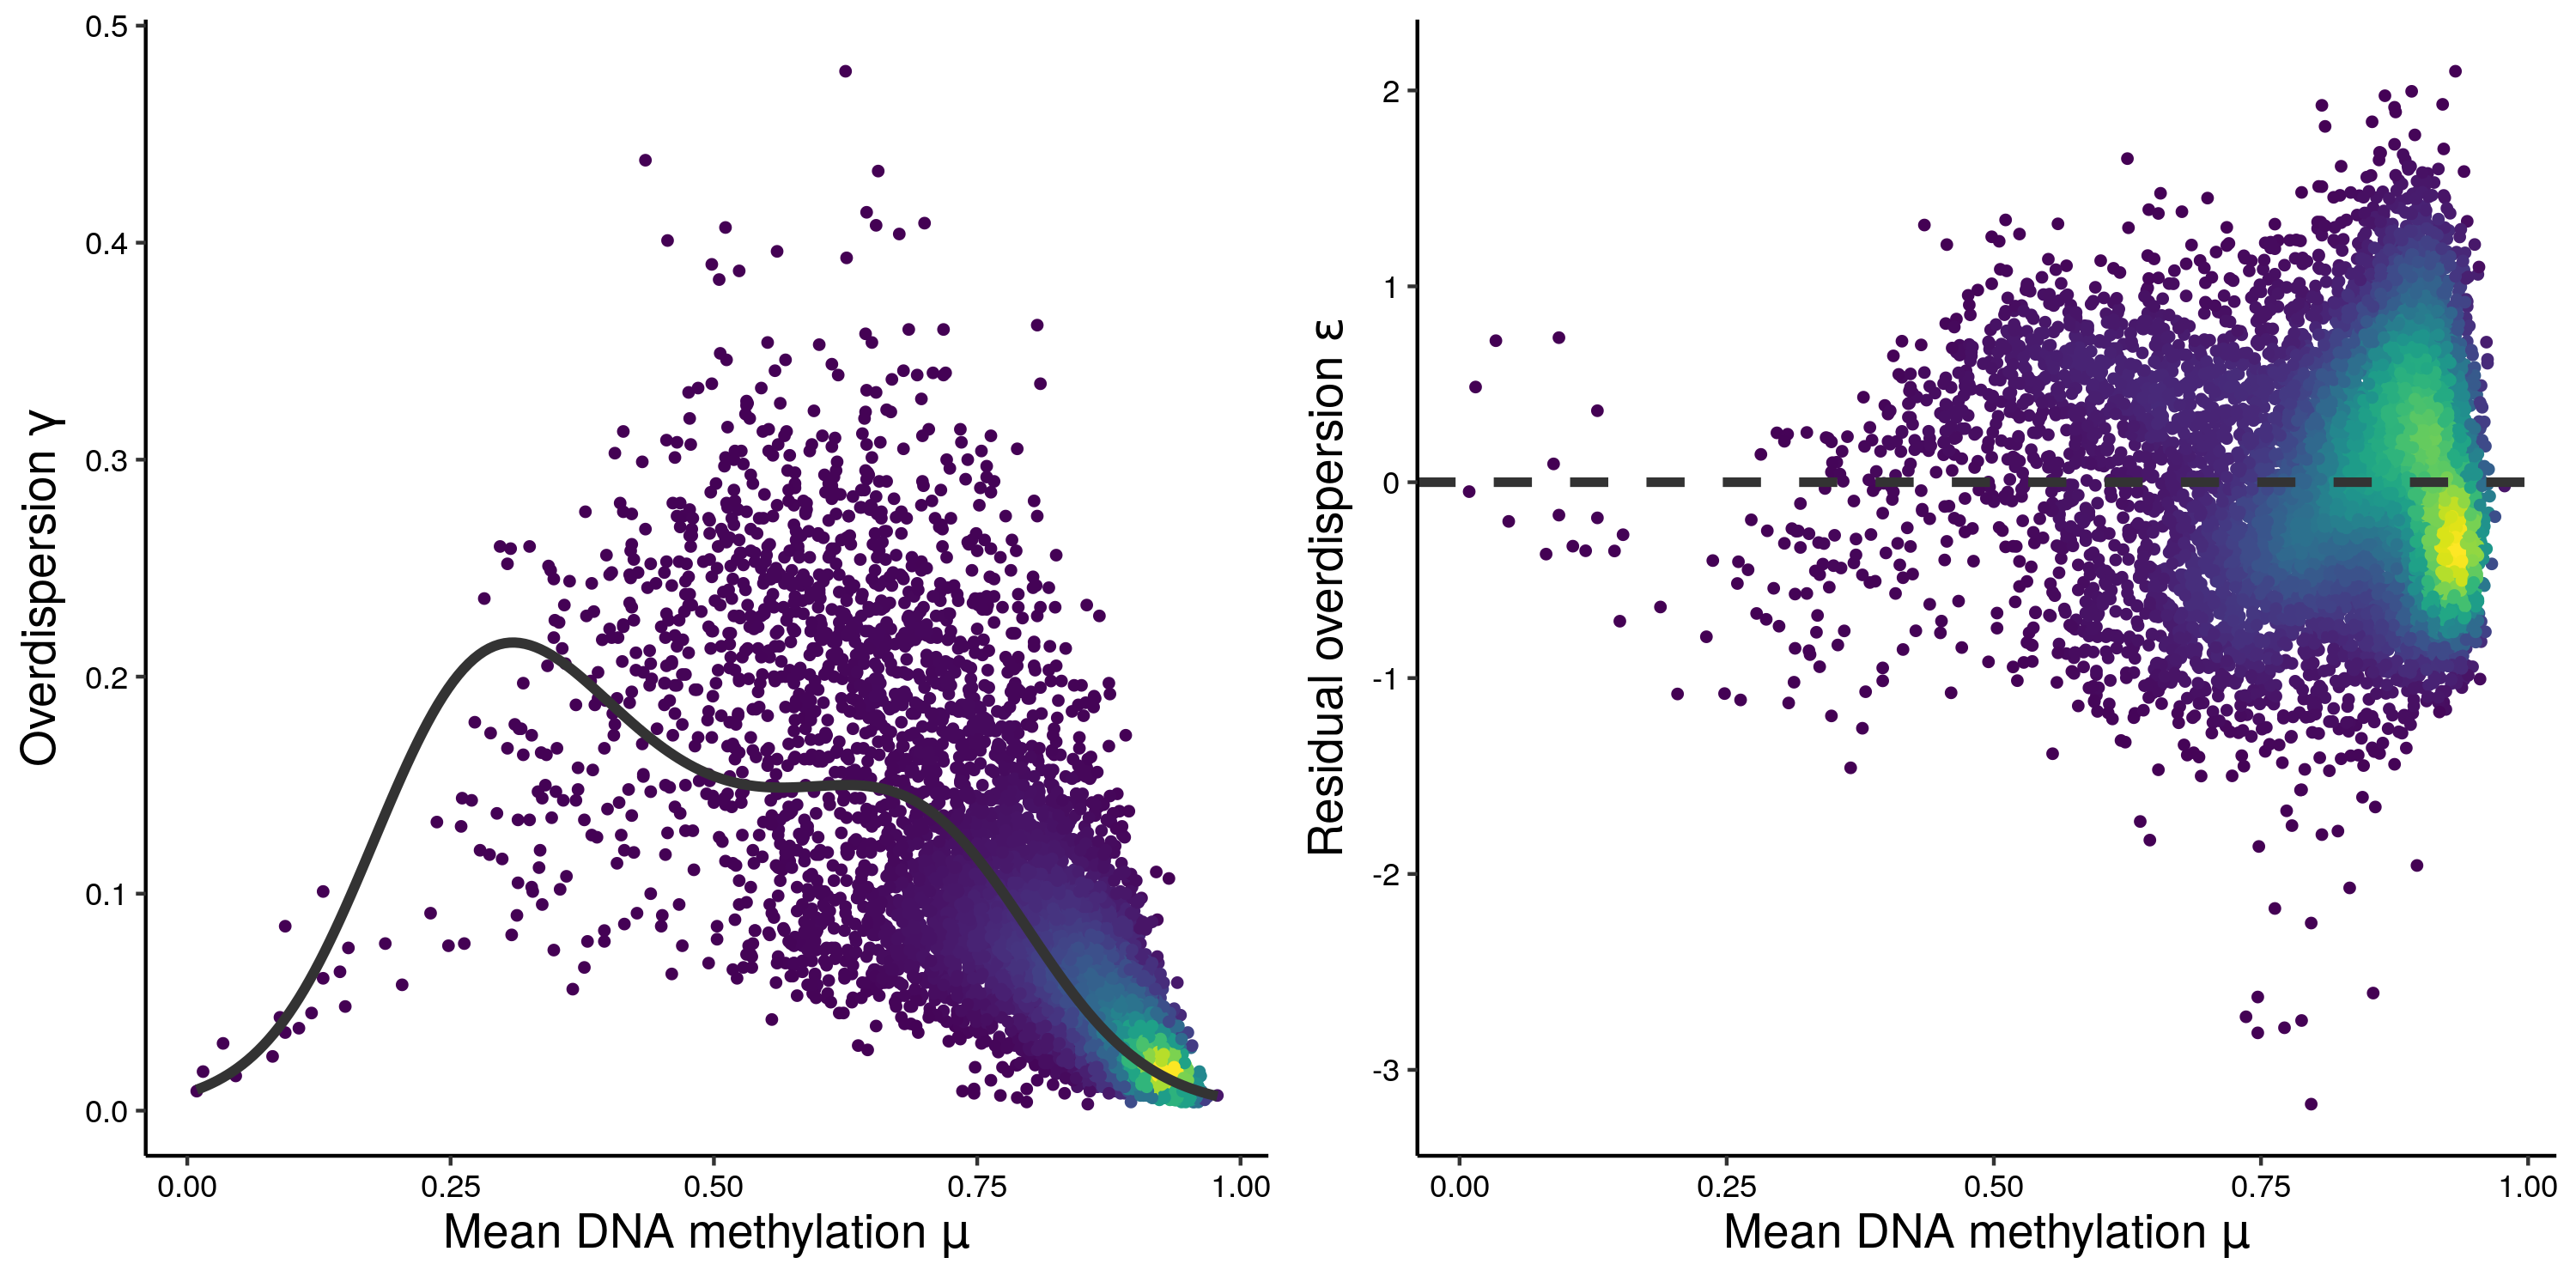 Overdispersion γ
0.5
0.4
0.3
0.2
0.1
0.0
0.00 0.25 0.50 0.75 1.00
Mean DNA methylation μ
Residual overdispersion ε
2
1
0
-1
-2
-3
0.00 0.25 0.50 0.75 1.00
Mean DNA methylation μ